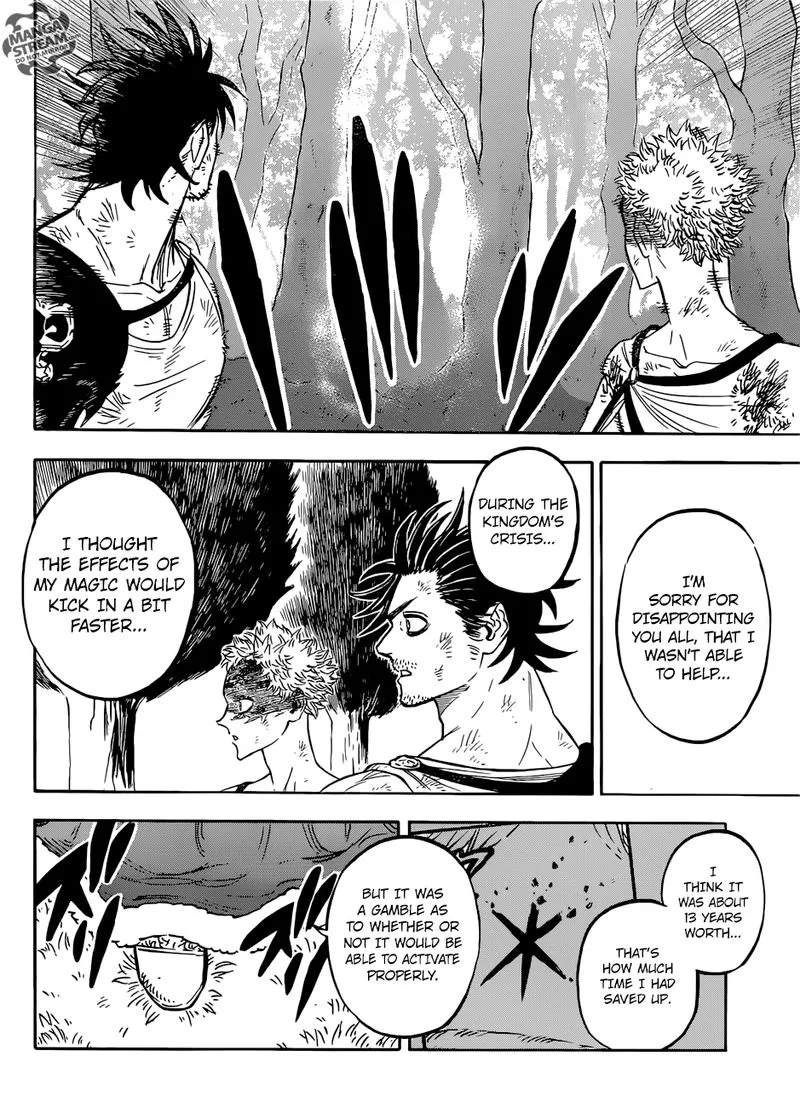 MANGA
STREAM.COM
DO NOT MIRROR
I'M
SORRY FOR
DISAPPOINTING
YOU ALL, THAT I
WASN'T ABLE
TO HELP...
DURING THE
KINGDOM'S
CRISIS...
I THOUGHT
THE EFFECTS OF
MY MAGIC WOULD
KICK IN A BIT
FASTER...
I
THINK IT
WAS ABOUT
13 YEARS
WORTH...
THAT'S
HOW MUCH
TIME I HAD
SAVED UP.
BUT IT WAS
A GAMBLE AS
TO WHETHER OR
NOT IT WOULD BE
ABLE TO ACTIVATE
PROPERLY.